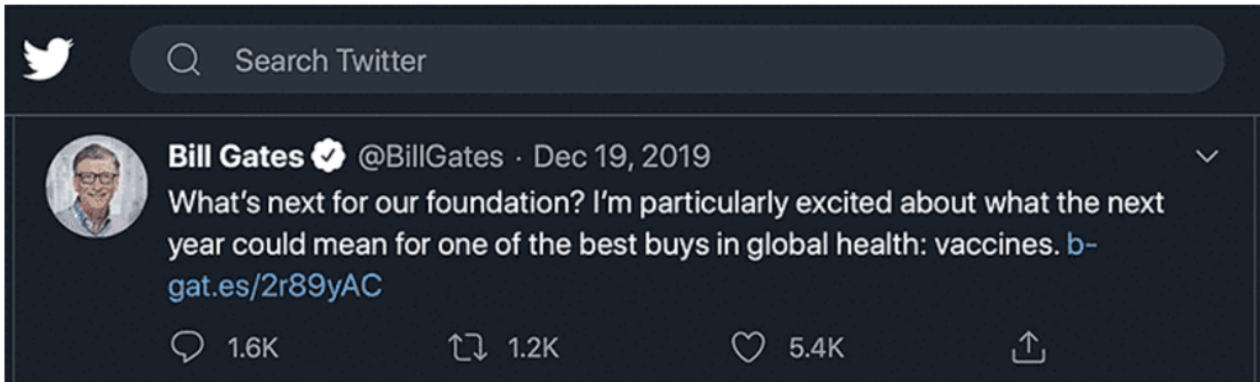 Search Twitter
Bill Gates @BillGates · Dec 19, 2019
What's next for our foundation? I'm particularly excited about what the next
year could mean for one of the best buys in global health: vaccines. b-
gat.es/2r89yAC
1.6K 1.2K 5.4K